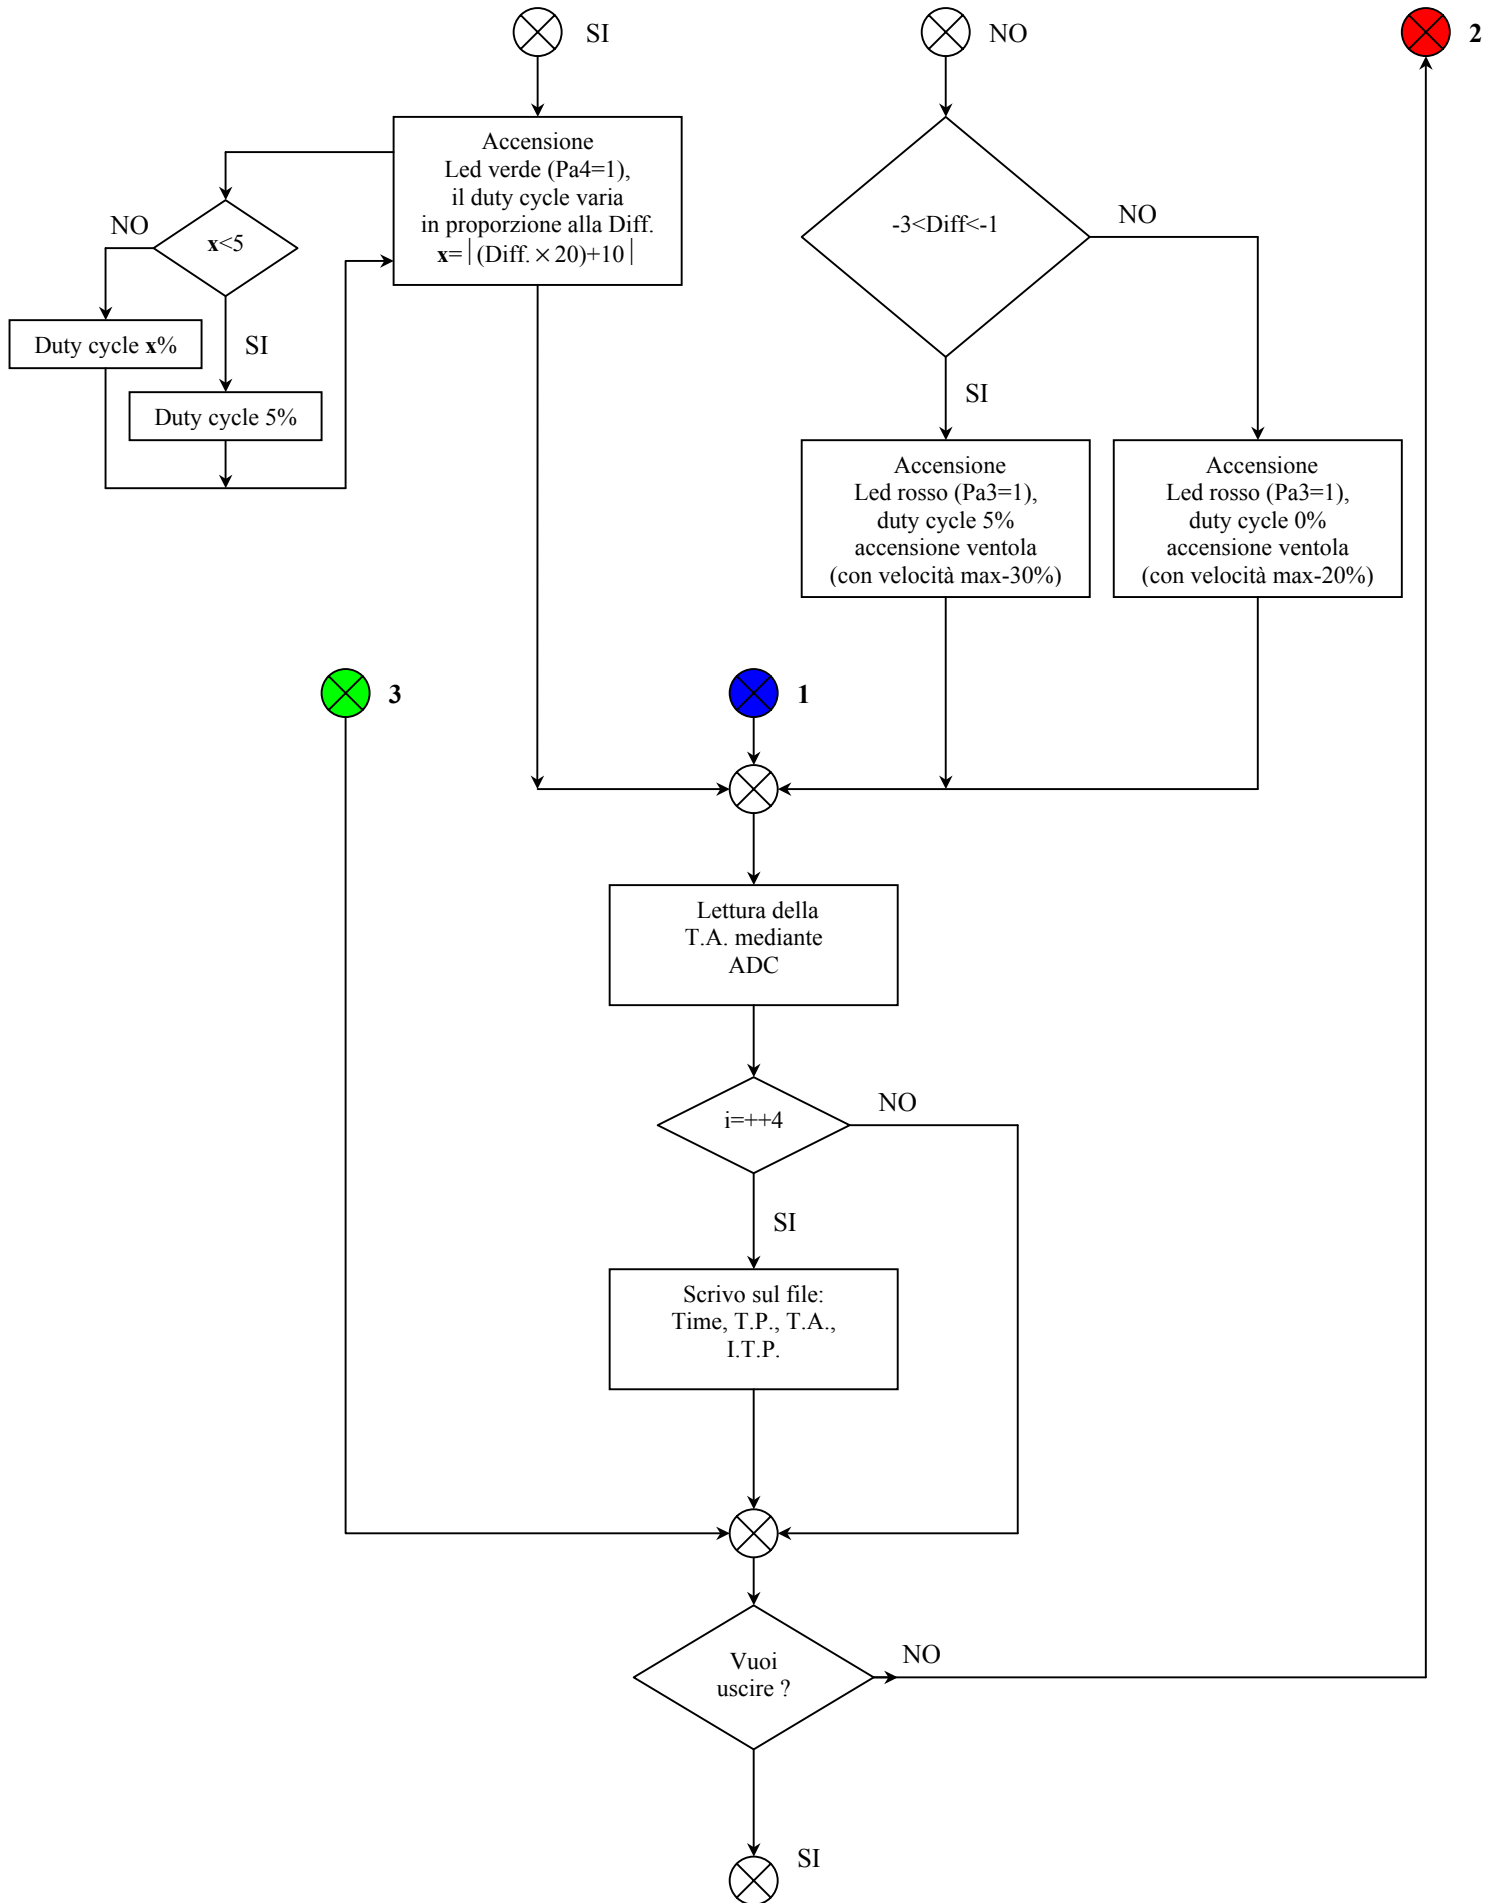 SI
NO
2
Accensione
Led verde (Pa4=1),
il duty cycle varia
in proporzione alla Diff.
x=|(Diff.×20)+10|
NO
x<5
SI
Duty cycle x%
Duty cycle 5%
-3<Diff<-1
NO
SI
Accensione
Led rosso (Pa3=1),
duty cycle 5%
accensione ventola
(con velocità max-30%)
Accensione
Led rosso (Pa3=1),
duty cycle 0%
accensione ventola
(con velocità max-20%)
3
1
Lettura della
T.A. mediante
ADC
i=++4
NO
SI
Scrivo sul file:
Time, T.P., T.A.,
I.T.P.
Vuoi
uscire ?
NO
SI